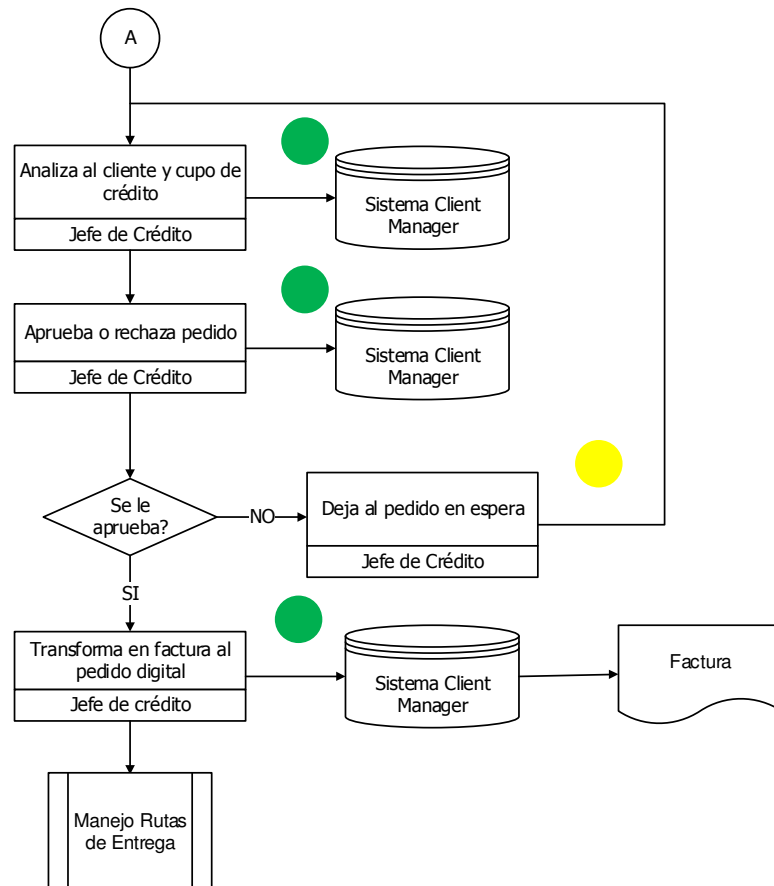 A
Analiza al cliente y cupo de
crédito
Jefe de Crédito
Sistema Client
Manager
Aprueba o rechaza pedido
Jefe de Crédito
Sistema Client
Manager
Se le
aprueba?
NO
Deja al pedido en espera
Jefe de Crédito
SI
Transforma en factura al
pedido digital
Jefe de crédito
Sistema Client
Manager
Factura
Manejo Rutas
de Entrega